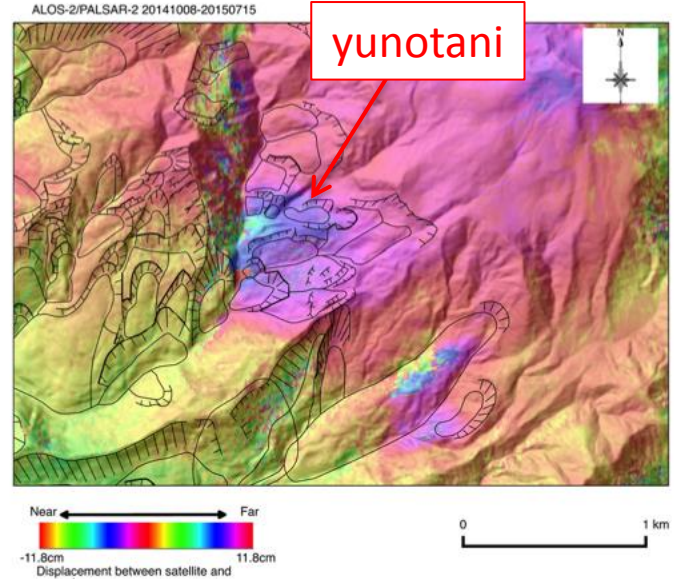 ALOS-2/PALSAR-2 20141008-20150715
yunotani
N
Near Far
-11.8cm 11.8cm
Displacement between satellite and
0 1 km